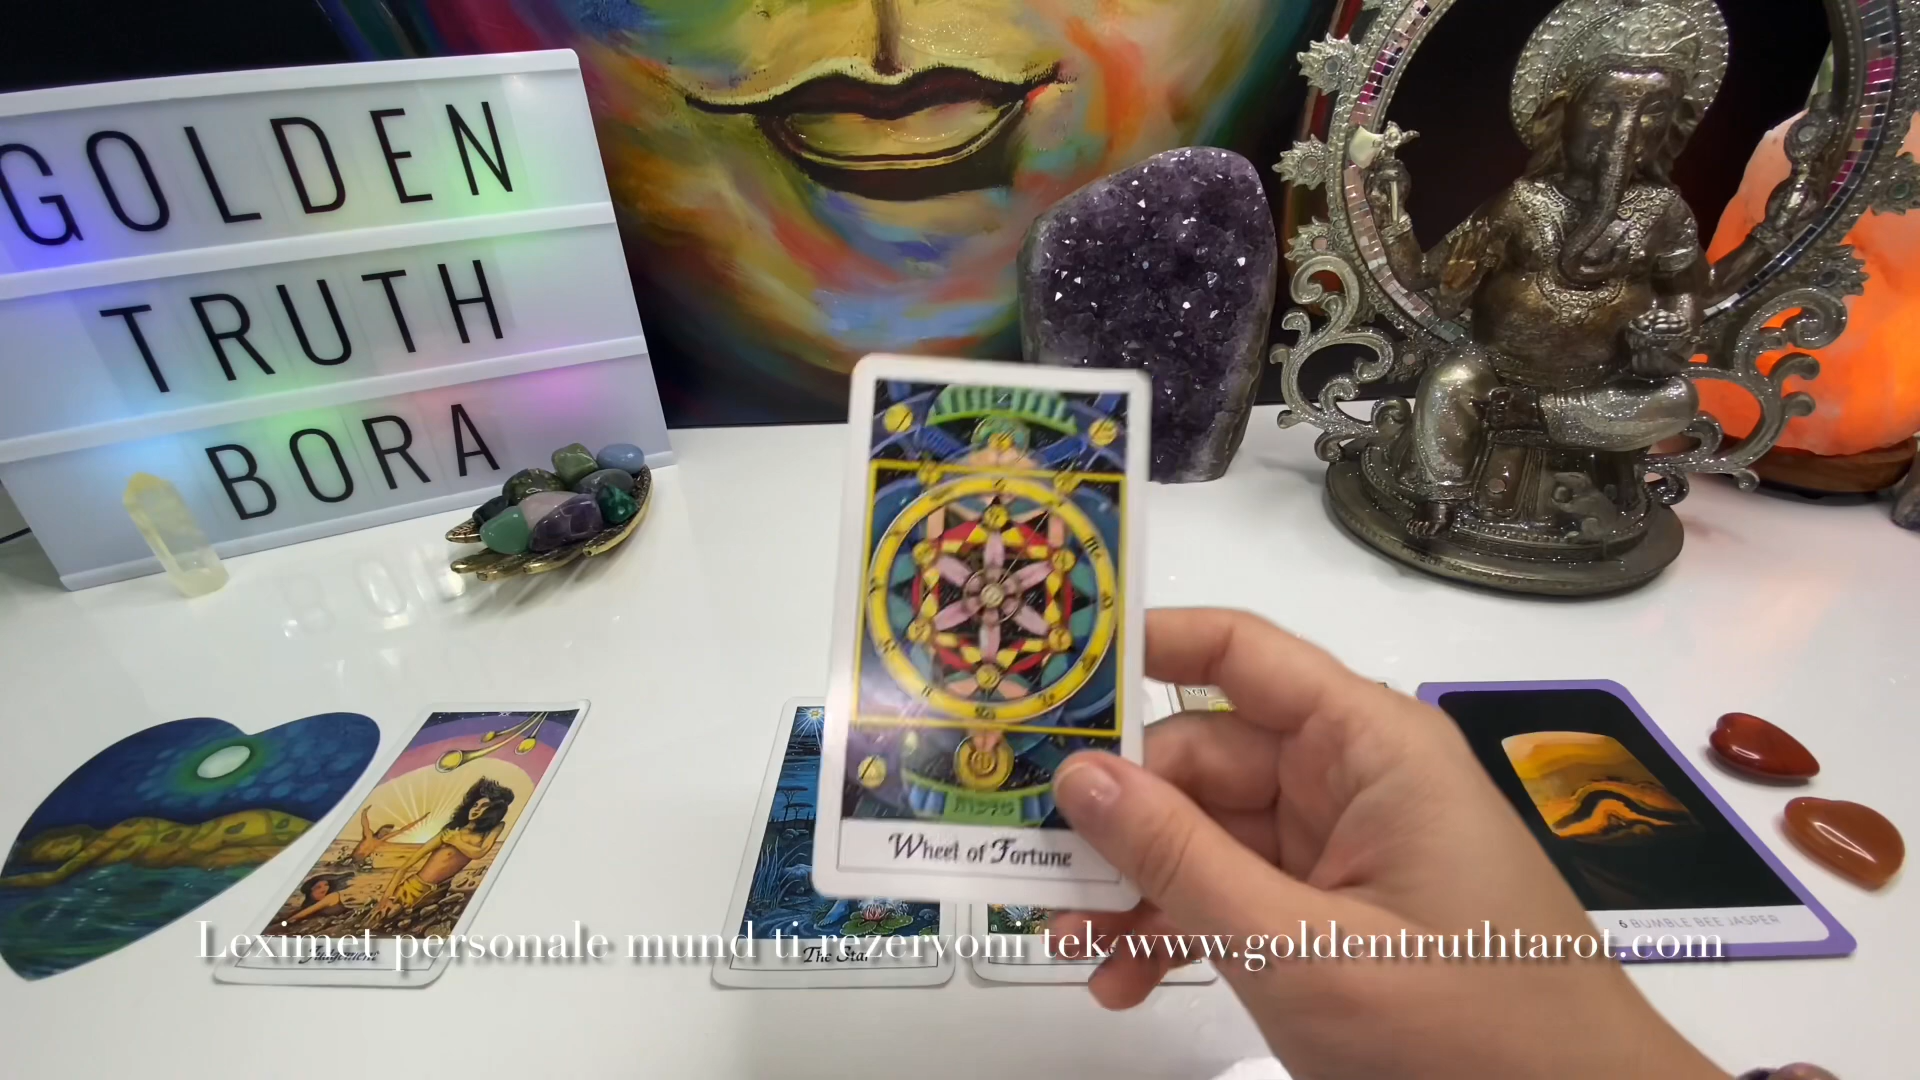 GOLDEN
TRUTH
BORA
Wheel of Fortune
Judgement
The Star
6 BUMBLE BEE JASPER
Leximet personale mund ti rezervoni tek www.goldentruthtarot.com